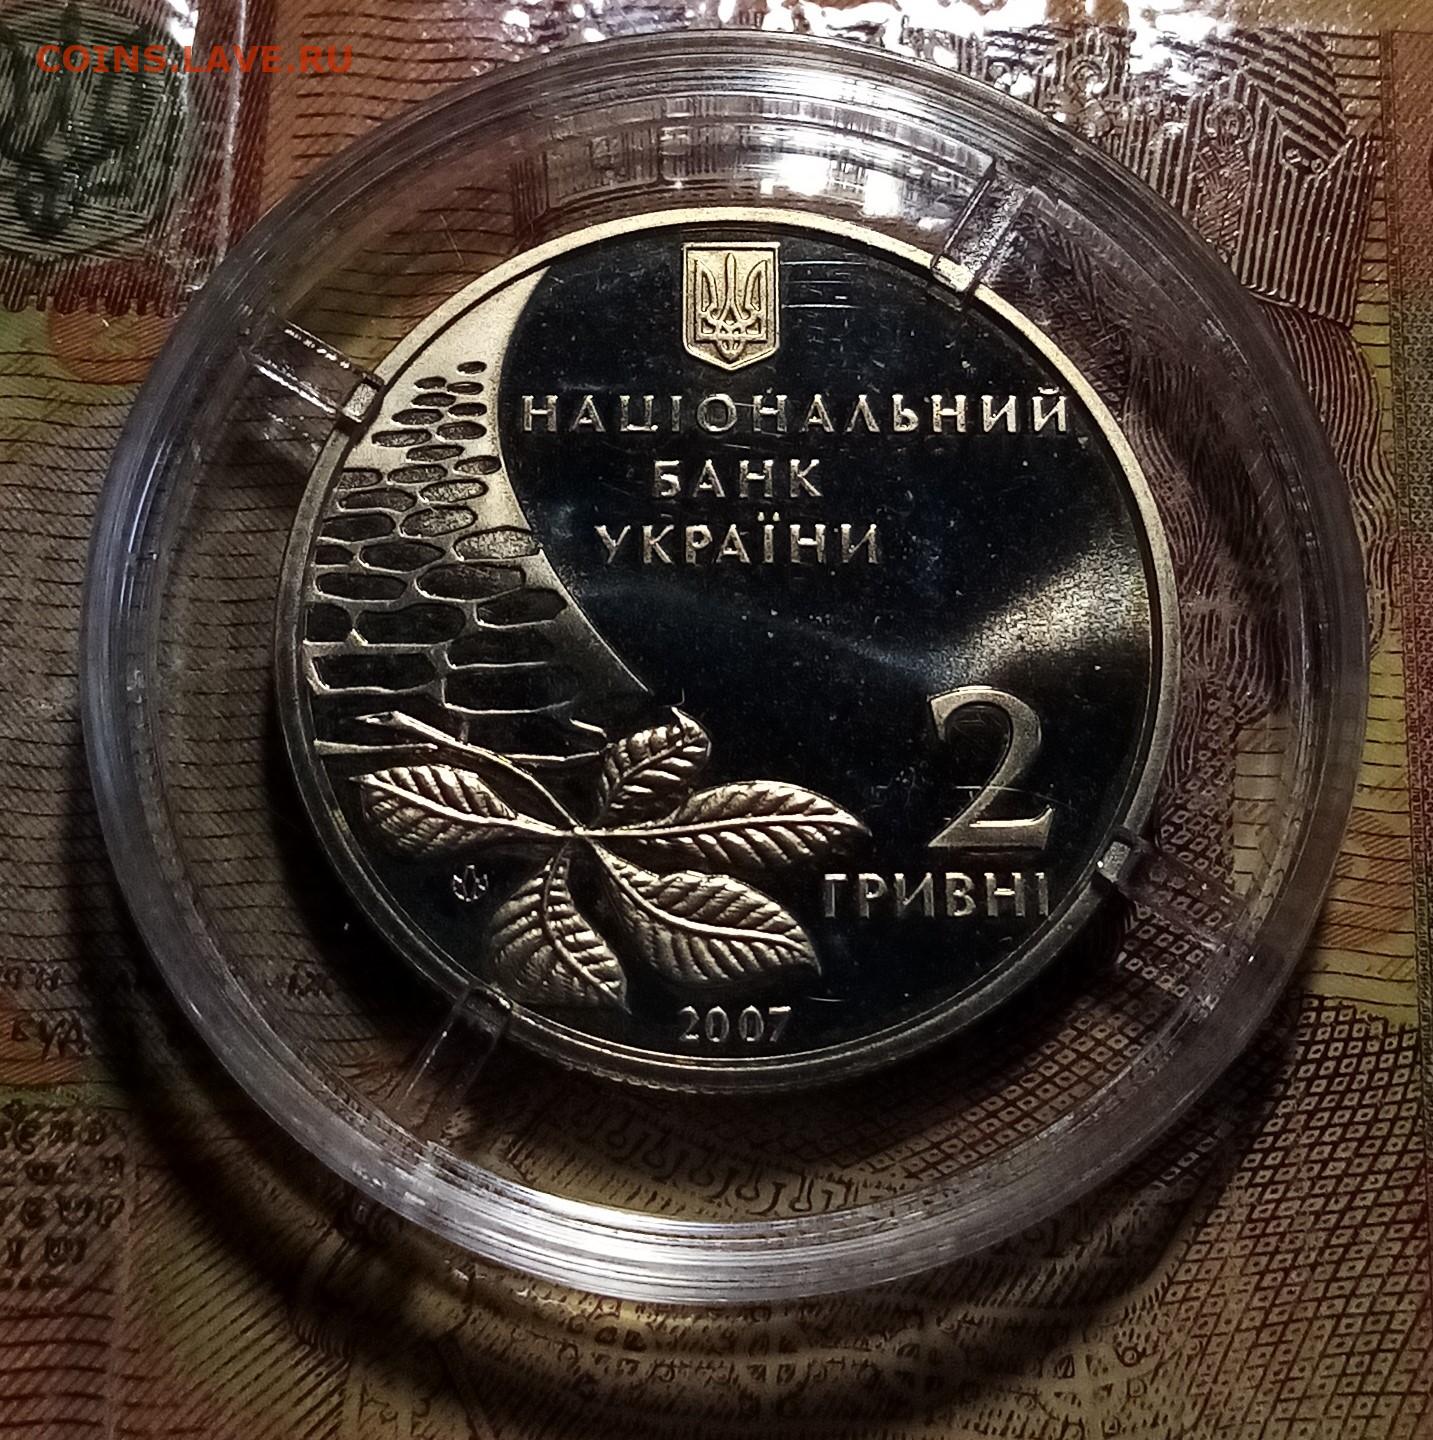 COINS.LAVE.RU
НАЦІОНАЛЬНИЙ
БАНК
УКРАЇНИ
2
ГРИВНІ
2007